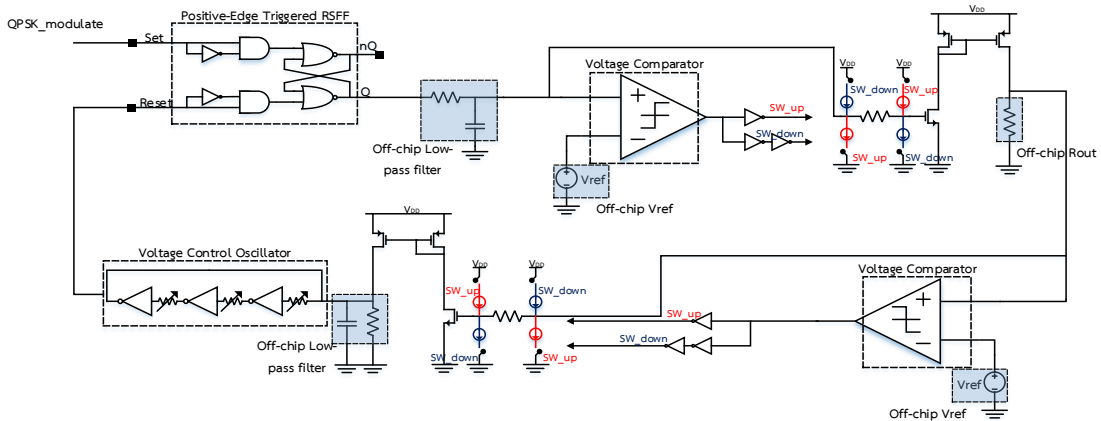 QPSK_modulate
Positive-Edge Triggered RSFF
Set
nQ
Reset
Q
Off-chip Low-
pass filter
Voltage Comparator
+
−
Vref
Off-chip Vref
SW_up
SW_down
VDD
SW_down
SW_up
VDD
SW_up
SW_down
VDD
Off-chip Rout
Voltage Control Oscillator
Off-chip Low-
pass filter
VDD
VDD
SW_up
SW_down
VDD
SW_down
SW_up
SW_up
SW_down
Voltage Comparator
+
−
Vref
Off-chip Vref